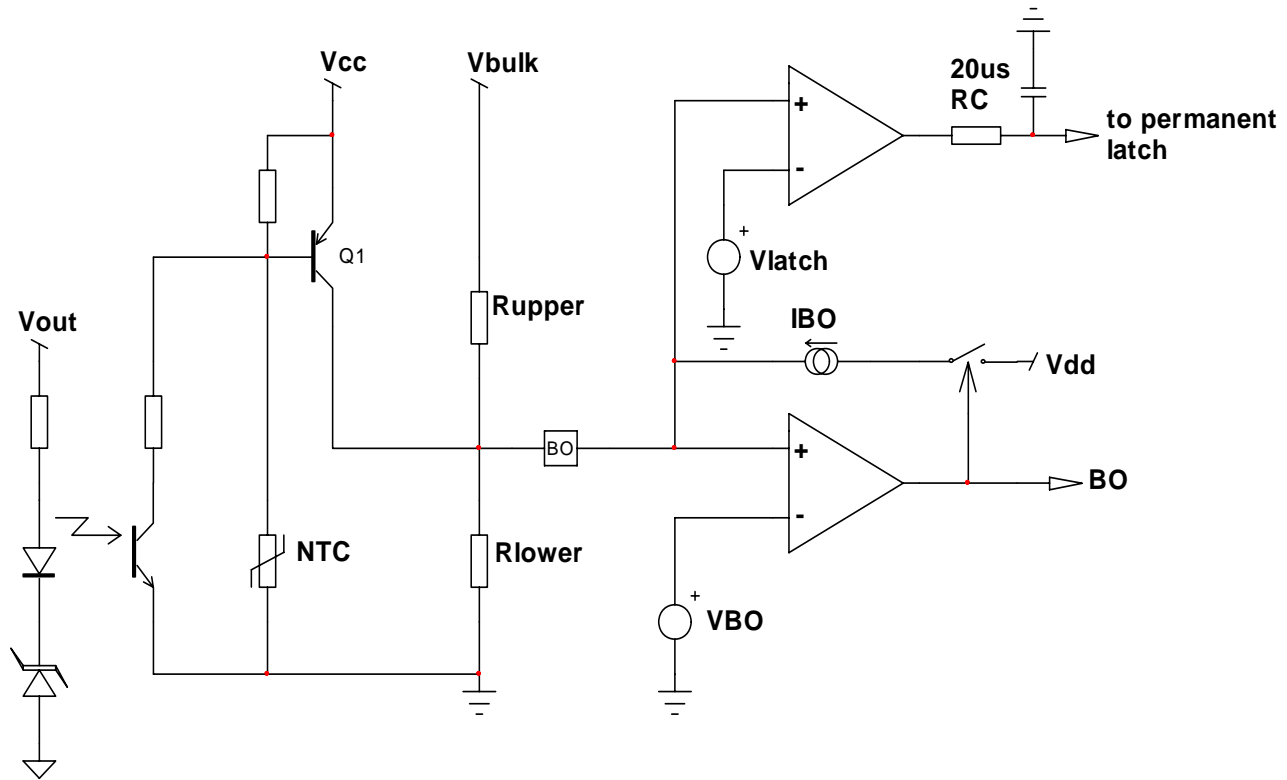 Vcc
Vbulk
20us
RC
+
-
to permanent
latch
Q1
+
Vlatch
Rupper
Vout
IBO
Vdd
BO
+
-
BO
NTC
Rlower
+
VBO